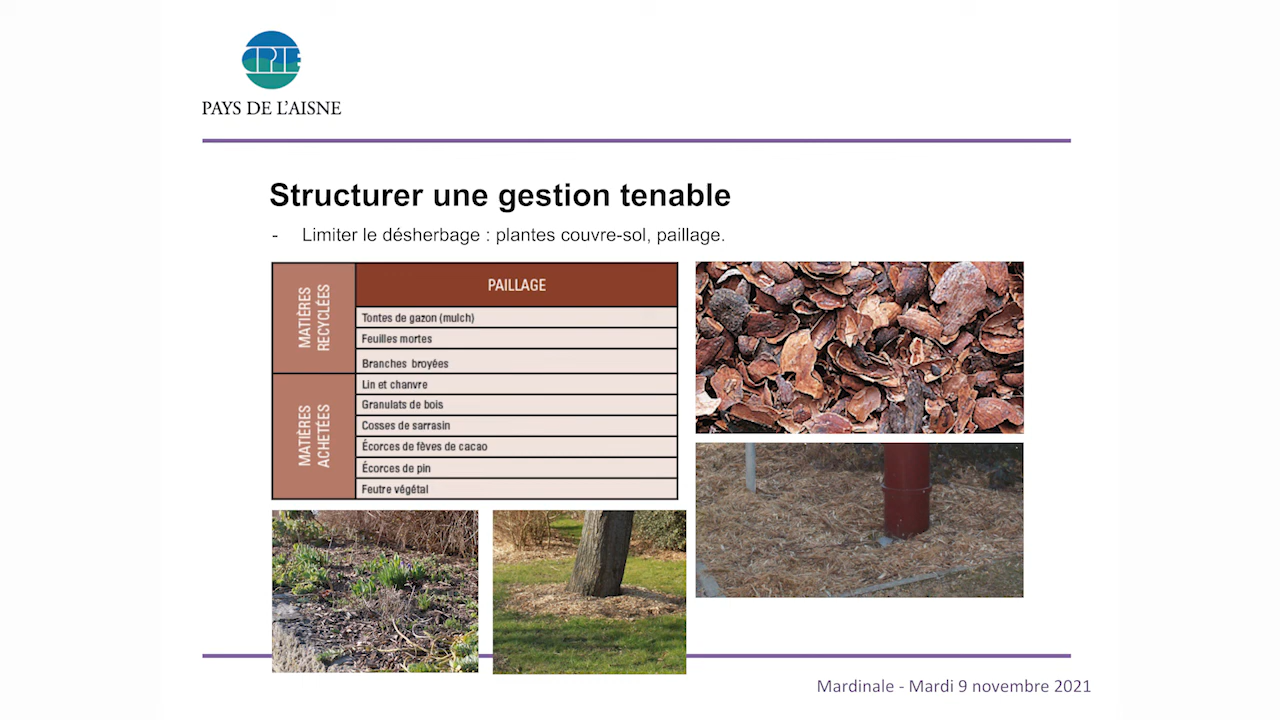 CPIE
PAYS DE L'AISNE
Structurer une gestion tenable
- Limiter le désherbage : plantes couvre-sol, paillage.
MATIÈRES
RECYCLÉES
PAILLAGE
Tontes de gazon (mulch)
Feuilles mortes
Branches broyées
MATIÈRES
ACHETÉES
Lin et chanvre
Granulats de bois
Cosses de sarrasin
Écorces de fèves de cacao
Écorces de pin
Feutre végétal
Mardinale - Mardi 9 novembre 2021